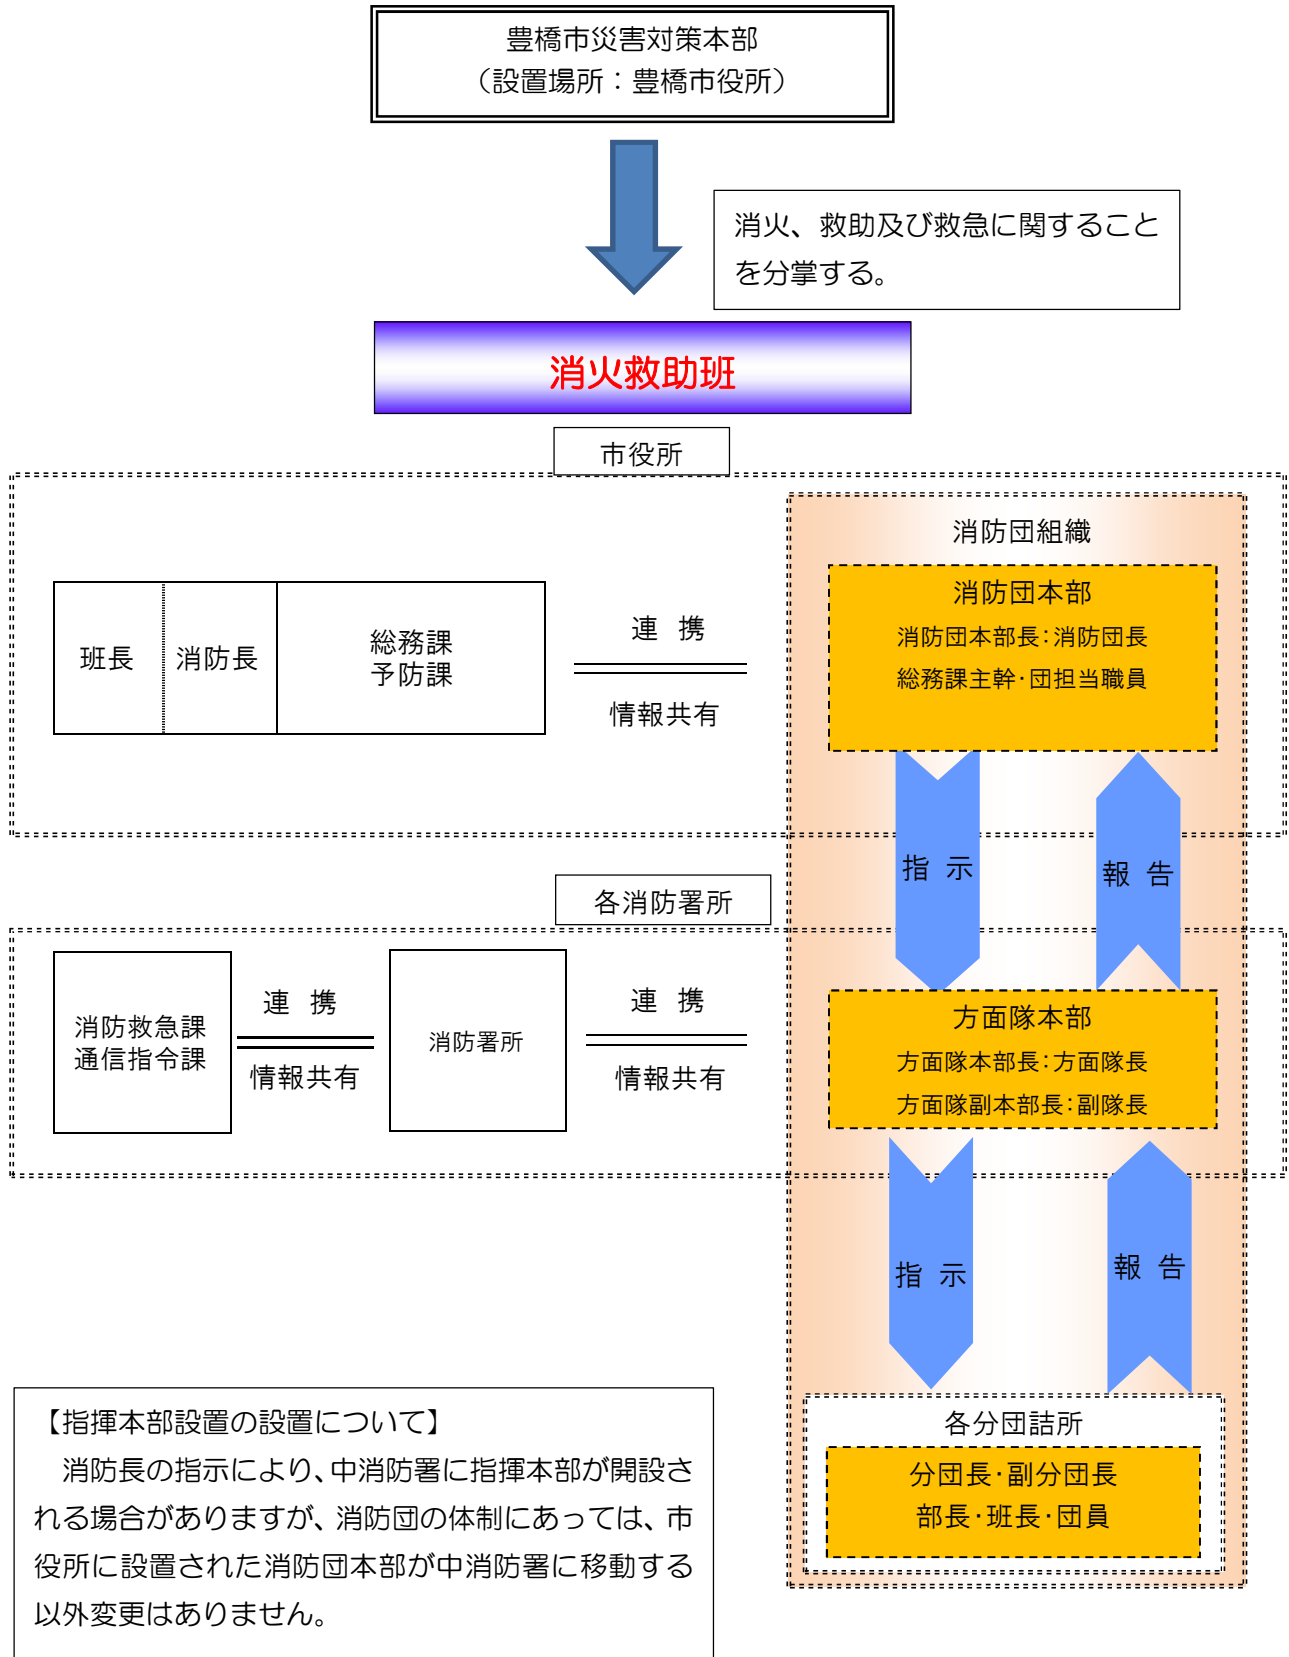 豊橋市災害対策本部
（設置場所：豊橋市役所）
消火、救助及び救急に関すること
を分掌する。
消火救助班
市役所
班長
消防長
総務課
予防課
連 携
情報共有
消防団組織
消防団本部
消防団本部長：消防団長
総務課主幹・団担当職員
指 示
報 告
各消防署所
消防救急課
通信指令課
連 携
情報共有
消防署所
連 携
情報共有
方面隊本部
方面隊本部長：方面隊長
方面隊副本部長：副隊長
指 示
報 告
各分団詰所
分団長・副分団長
部長・班長・団員
【指揮本部設置の設置について】
　消防長の指示により、中消防署に指揮本部が開設さ
れる場合がありますが、消防団の体制にあっては、市
役所に設置された消防団本部が中消防署に移動する
以外変更はありません。